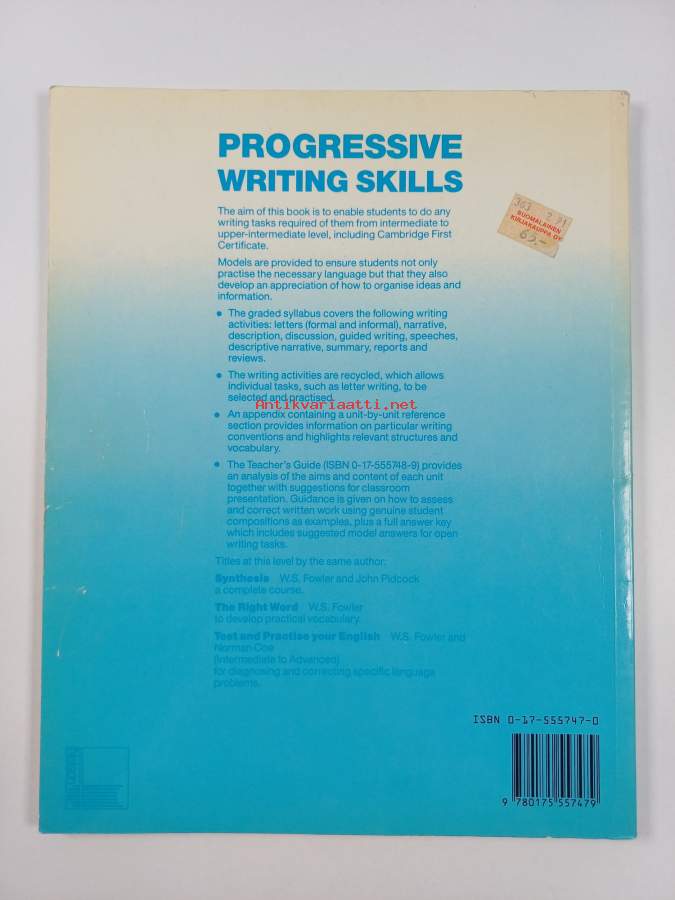 PROGRESSIVE
WRITING SKILLS
The aim of this book is to enable students to do any
writing tasks required of them from intermediate to
upper-intermediate level, including Cambridge First
Certificate.
Models are provided to ensure students not only
practise the necessary language but that they also
develop an appreciation of how to organise ideas and
information.
• The graded syllabus covers the following writing
activities: letters (formal and informal), narrative,
description, discussion, guided writing, speeches,
descriptive narrative, summary, reports and
reviews.
• The writing activities are recycled, which allows
individual tasks, such as letter writing, to be
selected and practised.
Antikvariaatti.net
• An appendix containing a unit-by-unit reference
section provides information on particular writing
conventions and highlights relevant structures and
vocabulary.
• The Teacher's Guide (ISBN 0-17-555748-9) provides
an analysis of the aims and content of each unit
together with suggestions for classroom
presentation. Guidance is given on how to assess
and correct written work using genuine student
compositions as examples, plus a full answer key
which includes suggested model answers for open
writing tasks.
Titles at this level by the same author:
Synthesis W.S. Fowler and John Pidcock
a complete course.
The Right Word W.S. Fowler
to develop practical vocabulary.
Test and Practise your English W.S. Fowler and
Norman Coe
(Intermediate to Advanced)
for diagnosing and correcting specific language
problems.
363 2 91
SUOMALAINEN
KIRJAKAUPPA OY
65.-
ISBN 0-17-555747-0
9 780175 557479